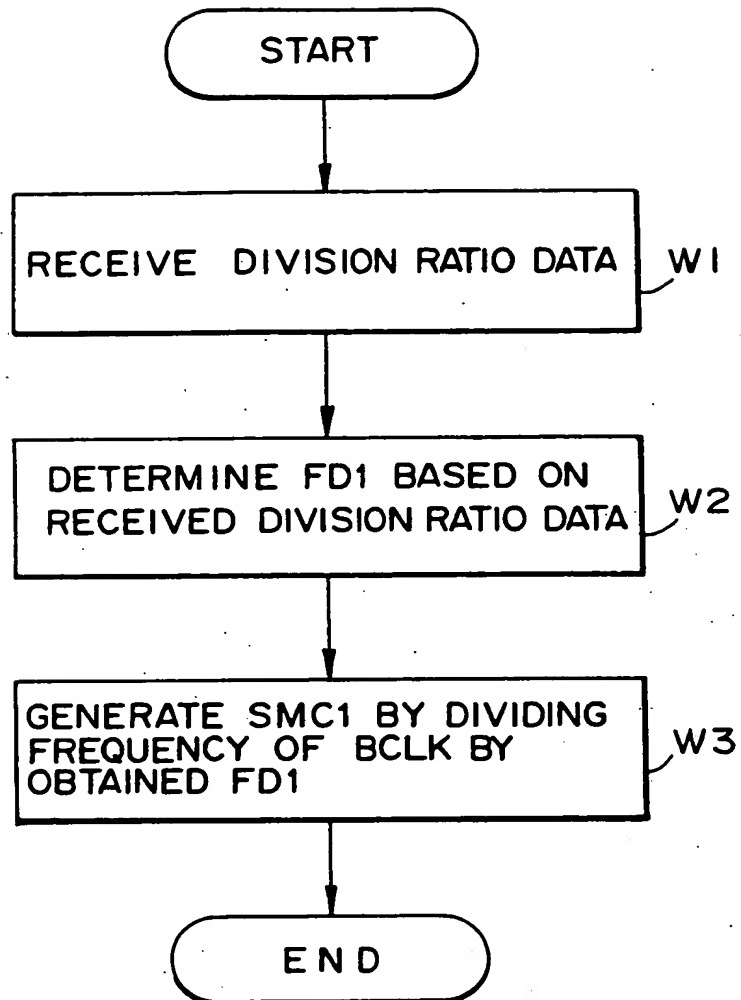 START
RECEIVE DIVISION RATIO DATA
W1
DETERMINE FD1 BASED ON
RECEIVED DIVISION RATIO DATA
W2
GENERATE SMC1 BY DIVIDING
FREQUENCY OF BCLK BY
OBTAINED FD1
W3
END